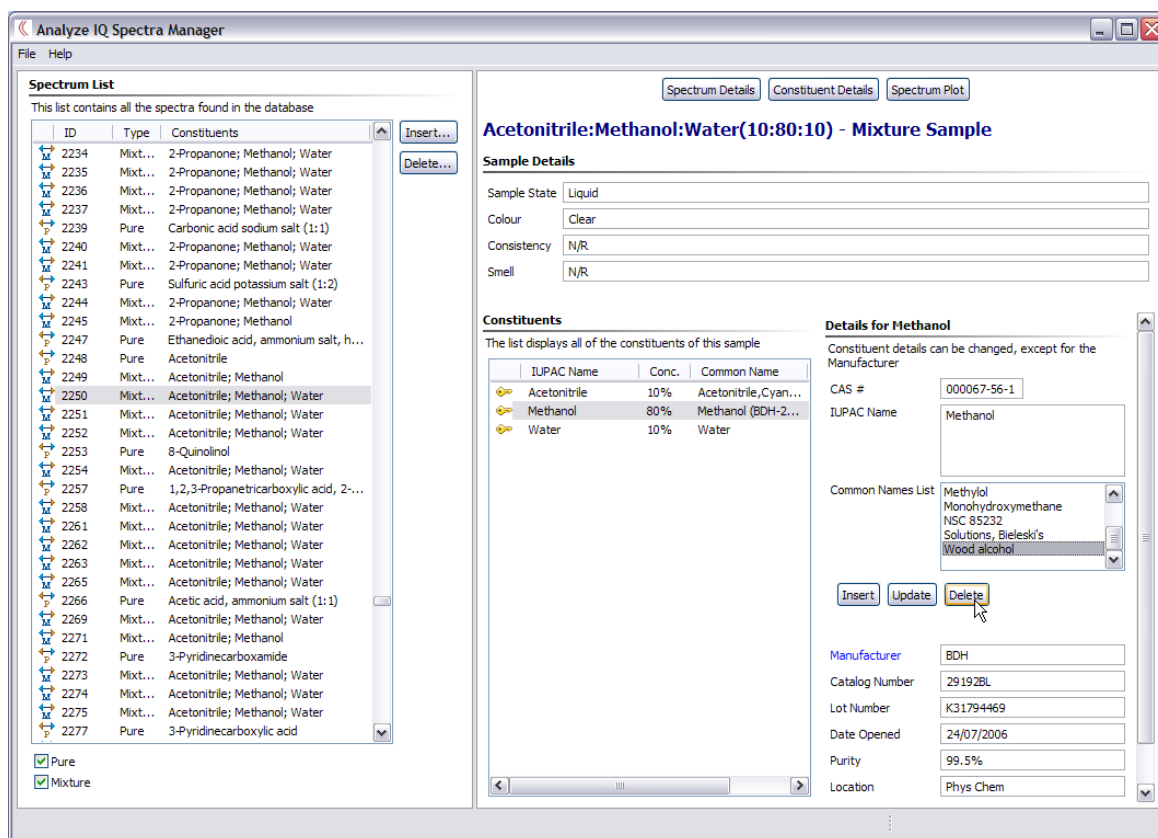 Analyze IQ Spectra Manager
File Help
Spectrum List
This list contains all the spectra found in the database
ID Type Constituents
M 2234 Mixt... 2-Propanone; Methanol; Water
M 2235 Mixt... 2-Propanone; Methanol; Water
M 2236 Mixt... 2-Propanone; Methanol; Water
M 2237 Mixt... 2-Propanone; Methanol; Water
P 2239 Pure Carbonic acid sodium salt (1:1)
M 2240 Mixt... 2-Propanone; Methanol; Water
M 2241 Mixt... 2-Propanone; Methanol; Water
P 2243 Pure Sulfuric acid potassium salt (1:2)
M 2244 Mixt... 2-Propanone; Methanol; Water
M 2245 Mixt... 2-Propanone; Methanol
P 2247 Pure Ethanedioic acid, ammonium salt, h...
P 2248 Pure Acetonitrile
M 2249 Mixt... Acetonitrile; Methanol
M 2250 Mixt... Acetonitrile; Methanol; Water
M 2251 Mixt... Acetonitrile; Methanol; Water
M 2252 Mixt... Acetonitrile; Methanol; Water
P 2253 Pure 8-Quinolinol
M 2254 Mixt... Acetonitrile; Methanol; Water
P 2257 Pure 1,2,3-Propanetricarboxylic acid, 2-...
M 2258 Mixt... Acetonitrile; Methanol; Water
M 2261 Mixt... Acetonitrile; Methanol; Water
M 2262 Mixt... Acetonitrile; Methanol; Water
M 2263 Mixt... Acetonitrile; Methanol; Water
M 2265 Mixt... Acetonitrile; Methanol; Water
P 2266 Pure Acetic acid, ammonium salt (1:1)
M 2269 Mixt... Acetonitrile; Methanol; Water
M 2271 Mixt... Acetonitrile; Methanol
P 2272 Pure 3-Pyridinecarboxamide
M 2273 Mixt... Acetonitrile; Methanol; Water
M 2274 Mixt... Acetonitrile; Methanol; Water
M 2275 Mixt... Acetonitrile; Methanol; Water
P 2277 Pure 3-Pyridinecarboxylic acid
Insert...
Delete...
Pure
Mixture
Spectrum Details Constituent Details Spectrum Plot
Acetonitrile:Methanol:Water(10:80:10) - Mixture Sample
Sample Details
Sample State Liquid
Colour Clear
Consistency N/R
Smell N/R
Constituents
The list displays all of the constituents of this sample
IUPAC Name Conc. Common Name
Acetonitrile 10% Acetonitrile,Cyan...
Methanol 80% Methanol (BDH-2...
Water 10% Water
Details for Methanol
Constituent details can be changed, except for the
Manufacturer
CAS # 000067-56-1
IUPAC Name Methanol
Common Names List Methylol
Monohydroxymethane
NSC 85232
Solutions, Bieleski's
Wood alcohol
Insert Update Delete
Manufacturer BDH
Catalog Number 29192BL
Lot Number K31794469
Date Opened 24/07/2006
Purity 99.5%
Location Phys Chem